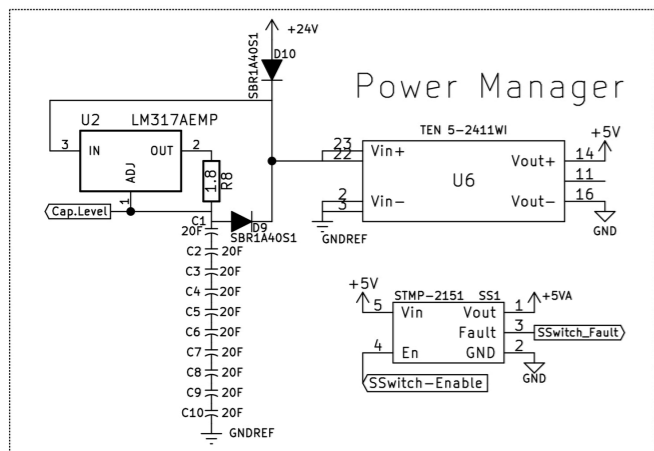 +24V
SBR1A40S1
D10
Power Manager
U2
LM317AEMP
TEN 5-2411WI
3
IN
OUT
2
ADJ
1
1.8
R8
23
22
Vin+
2
3
Vin-
U6
Vout+
14
+5V
11
Vout-
16
GND
GNDREF
Cap.Level
C1
20F
D9
SBR1A40S1
C2
20F
C3
20F
C4
20F
C5
20F
C6
20F
C7
20F
C8
20F
C9
20F
C10
20F
GNDREF
+5V
STMP-2151
SS1
5
Vin
Vout
1
+5VA
Fault
3
SSwitch_Fault
4
En
GND
2
GND
SSwitch-Enable